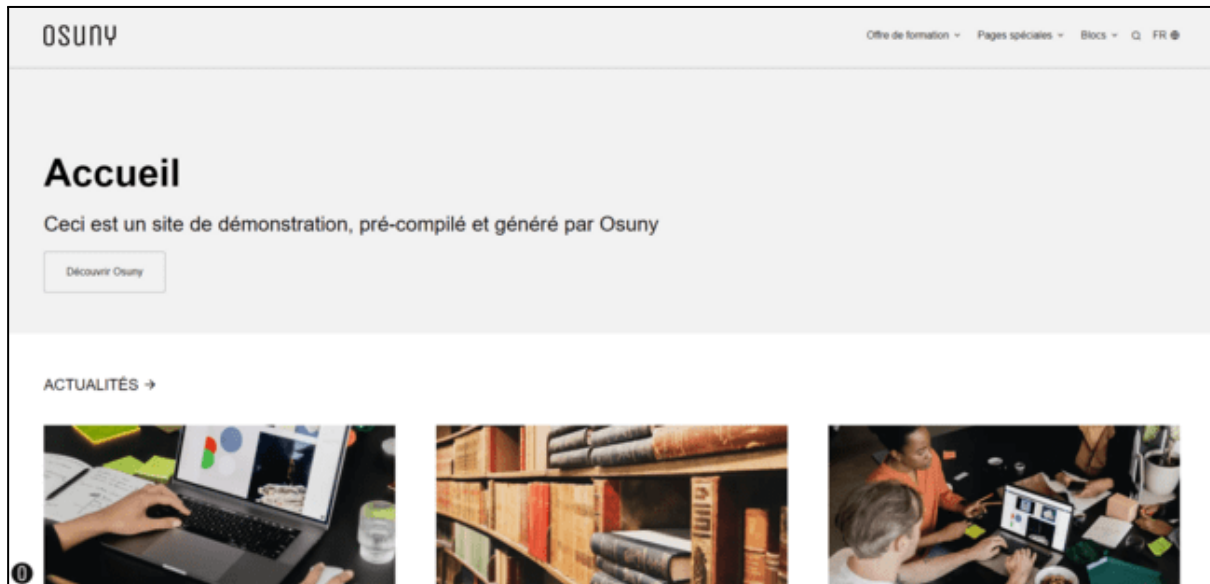 OSUNY
Offre de formation Pages spéciales Blocs FR
Accueil
Ceci est un site de démonstration, pré-compilé et généré par Osuny
Découvrir Osuny
ACTUALITÉS →